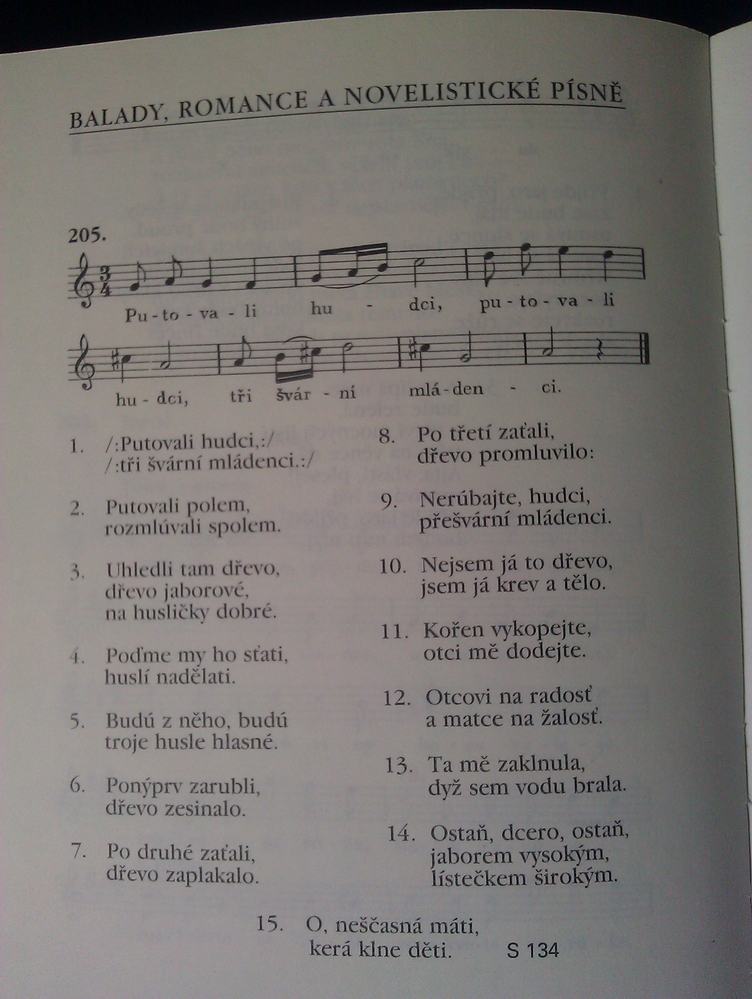 BALADY, ROMANCE A NOVELISTICKÉ PÍSNĚ
205.
3
4
Pu - to - va - li hu - dci, pu - to - va - li
hu - dci, tři švár - ní mlá - den - ci.
1. /:Putovali hudci,:/
/:tři švární mládenci.:/
2. Putovali polem,
rozmlúvali spolem.
3. Uhledli tam dřevo,
dřevo jaborové,
na husličky dobré.
4. Poďme my ho sťati,
huslí nadělati.
5. Budú z něho, budú
troje husle hlasné.
6. Ponýprv zarubli,
dřevo zesinalo.
7. Po druhé zaťali,
dřevo zaplakalo.
8. Po třetí zaťali,
dřevo promluvilo:
9. Nerúbajte, hudci,
přešvární mládenci.
10. Nejsem já to dřevo,
jsem já krev a tělo.
11. Kořen vykopejte,
otci mě dodejte.
12. Otcovi na radosť
a matce na žalosť.
13. Ta mě zaklnula,
dyž sem vodu brala.
14. Ostaň, dcero, ostaň,
jaborem vysokým,
lístečkem širokým.
15. O, neščasná máti,
kerá klne děti. S 134